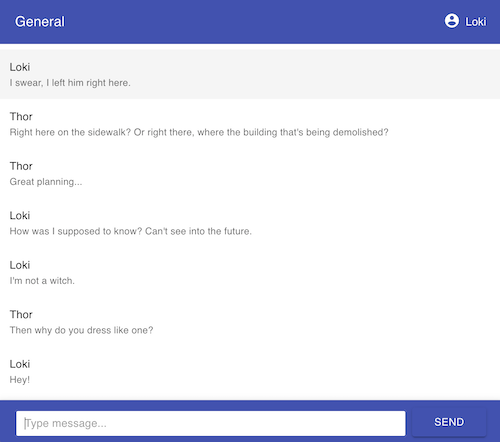 General
Loki
Loki
I swear, I left him right here.
Thor
Right here on the sidewalk? Or right there, where the building that's being demolished?
Thor
Great planning...
Loki
How was I supposed to know? Can't see into the future.
Loki
I'm not a witch.
Thor
Then why do you dress like one?
Loki
Hey!
Type message...
SEND